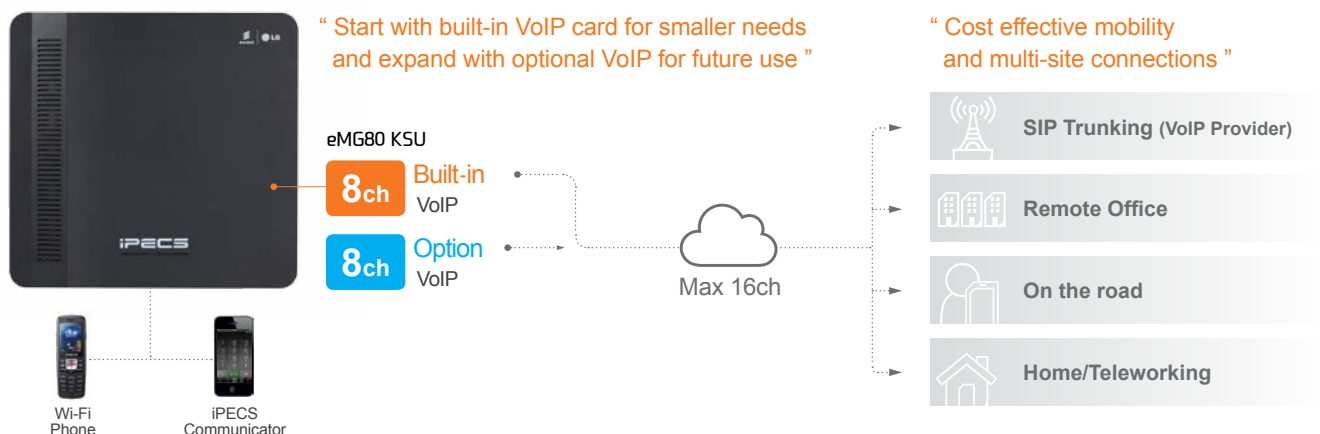 “ Start with built-in VoIP card for smaller needs
and expand with optional VoIP for future use ”
“ Cost effective mobility
and multi-site connections ”
LG
iPECS
eMG80 KSU
8ch
Built-in
VoIP
8ch
Option
VoIP
Max 16ch
SIP Trunking (VoIP Provider)
Remote Office
On the road
Home/Teleworking
Wi-Fi
Phone
iPECS
Communicator